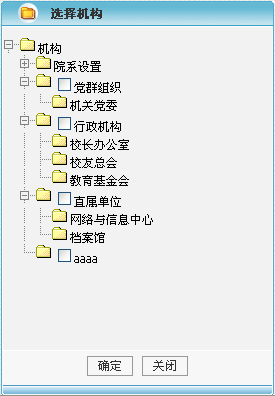 选择机构
机构
院系设置
党群组织
机关党委
行政机构
校长办公室
校友总会
教育基金会
直属单位
网络与信息中心
档案馆
aaaa
确定 关闭